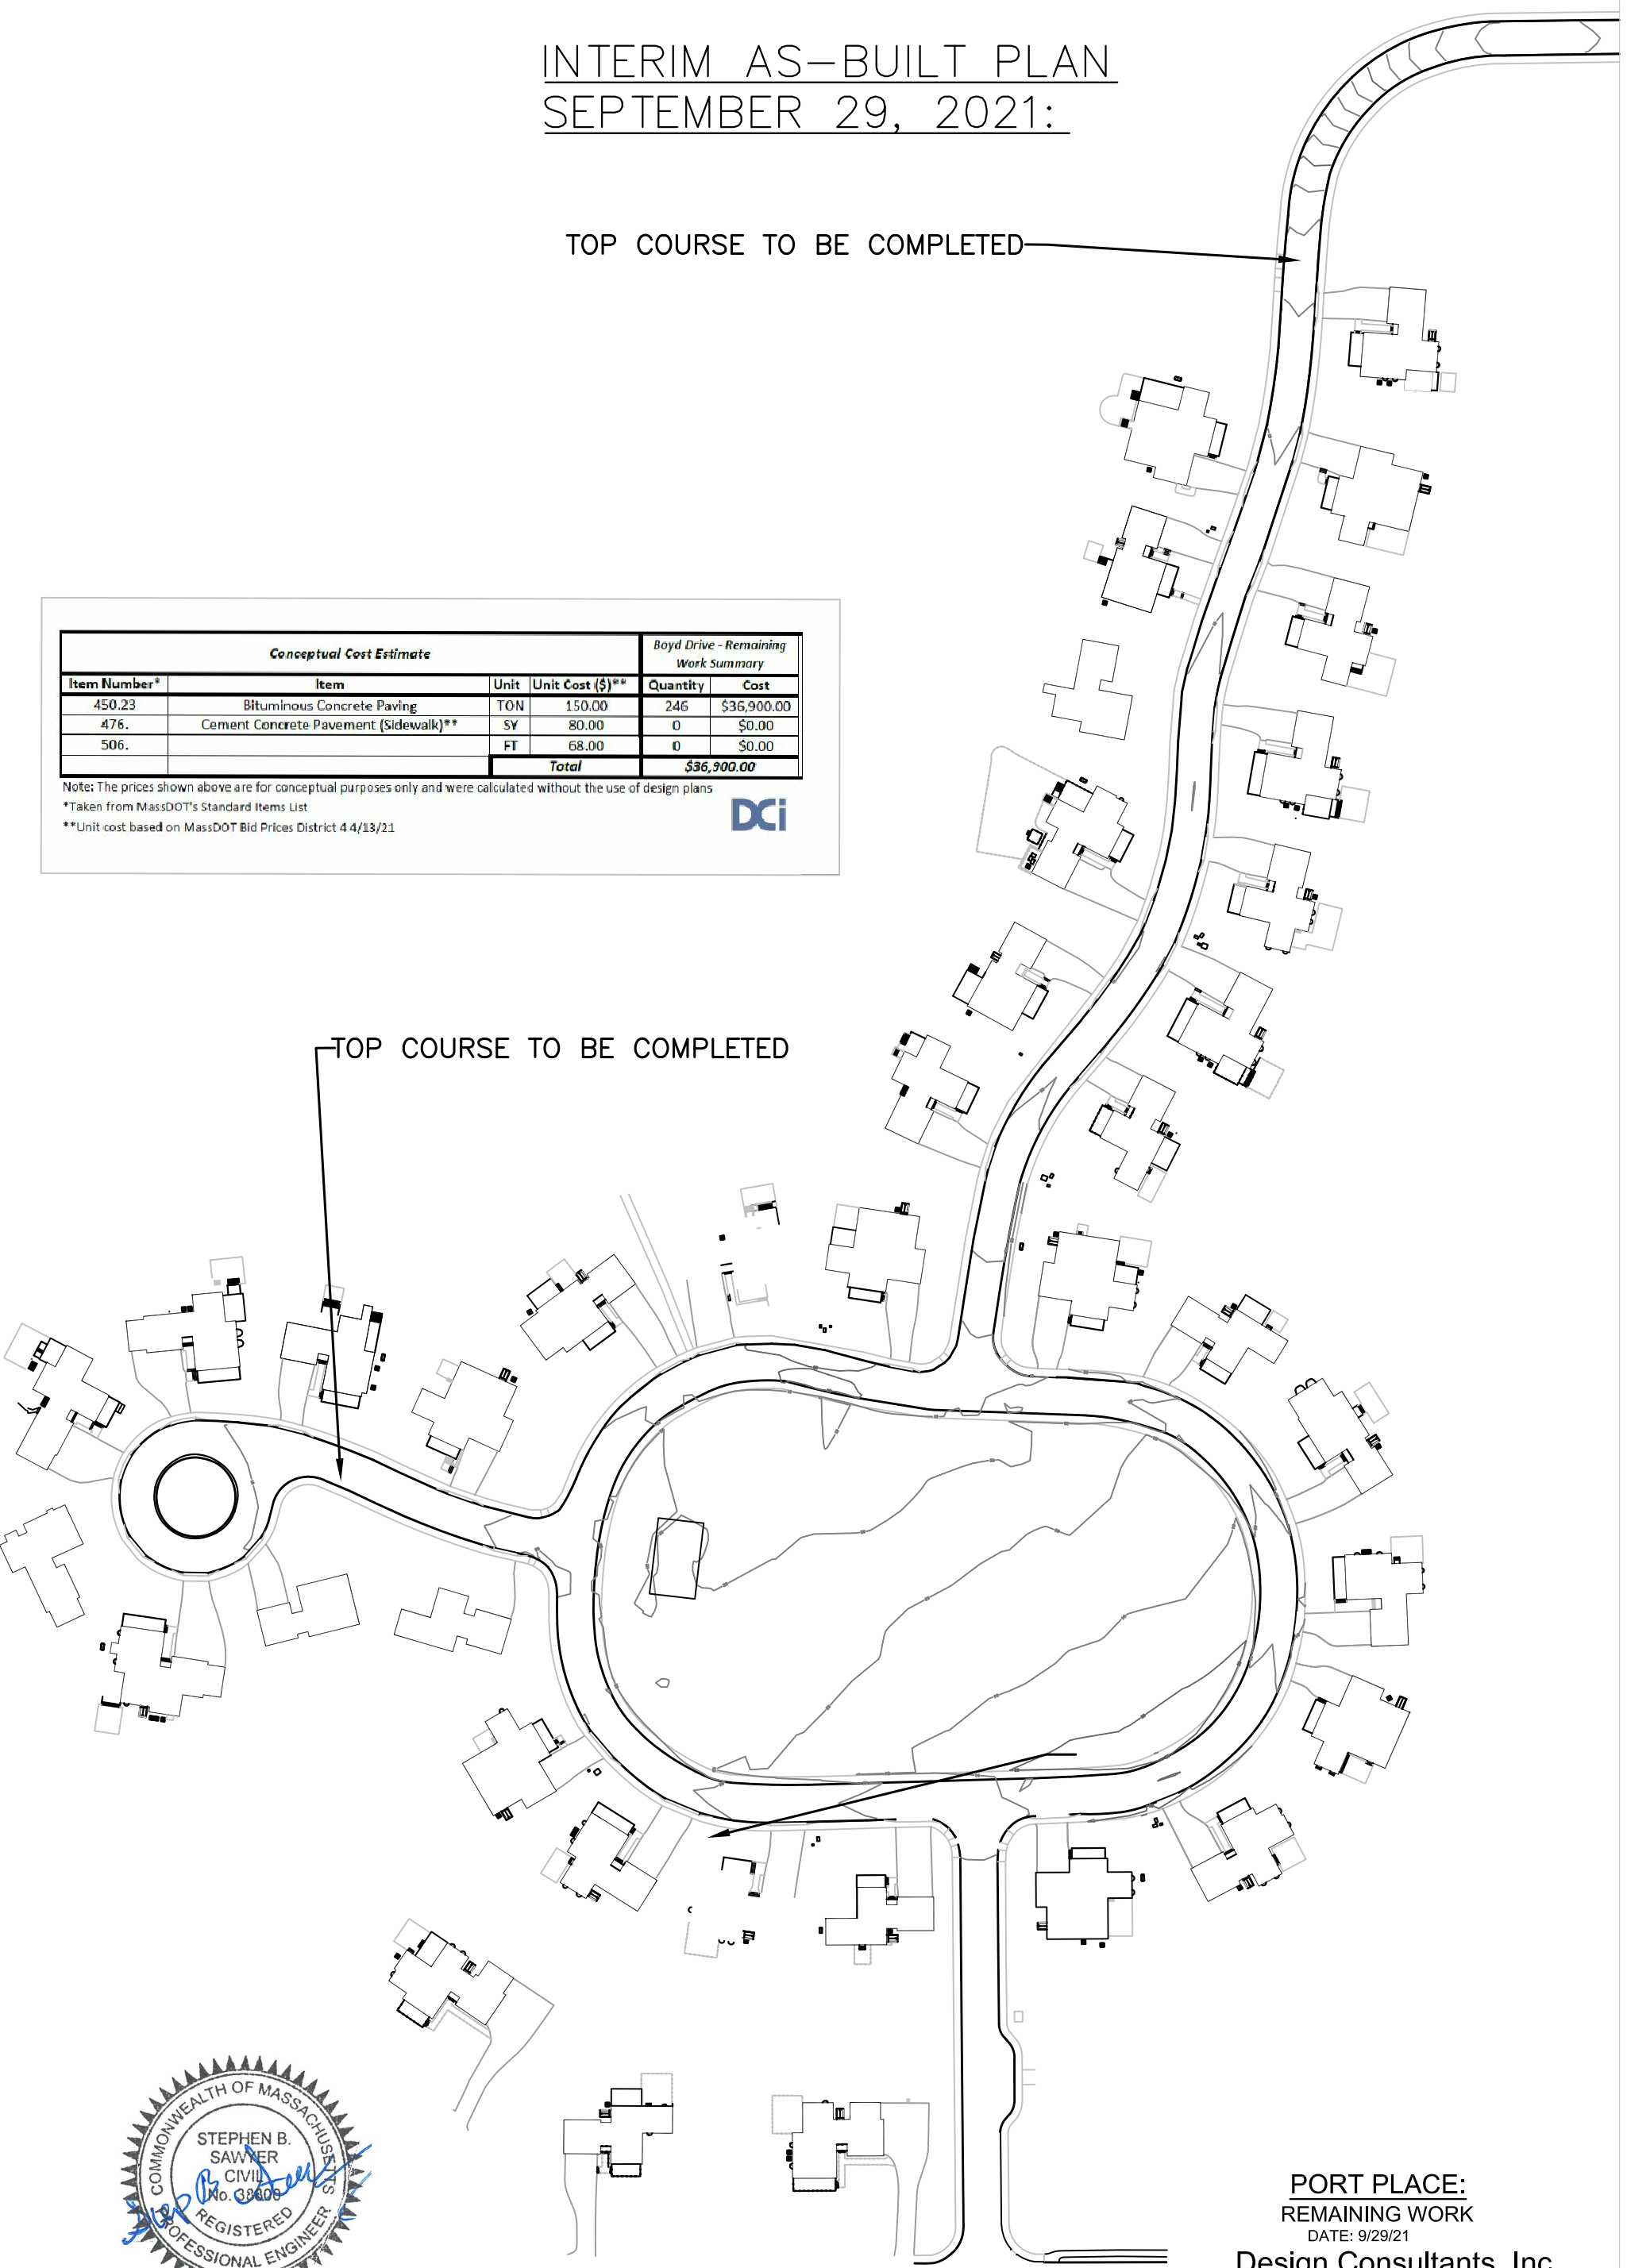 INTERIM AS-BUILT PLAN
SEPTEMBER 29, 2021:
TOP COURSE TO BE COMPLETED
Conceptual Cost Estimate
Boyd Drive - Remaining
Work Summary
Item Number* Item Unit Unit Cost ($)** Quantity Cost
450.23 Bituminous Concrete Paving TON 150.00 246 $36,900.00
476. Cement Concrete Pavement (Sidewalk)** SY 80.00 0 $0.00
506. FT 68.00 0 $0.00
Total $36,900.00
Note: The prices shown above are for conceptual purposes only and were calculated without the use of design plans
*Taken from MassDOT's Standard Items List
**Unit cost based on MassDOT Bid Prices District 4 4/13/21
DCi
TOP COURSE TO BE COMPLETED
COMMONWEALTH OF MASSACHUSETTS
STEPHEN B.
SAWYER
CIVIL
No.
REGISTERED
PROFESSIONAL ENGINEER
PORT PLACE:
REMAINING WORK
DATE: 9/29/21
Design Consultants, Inc